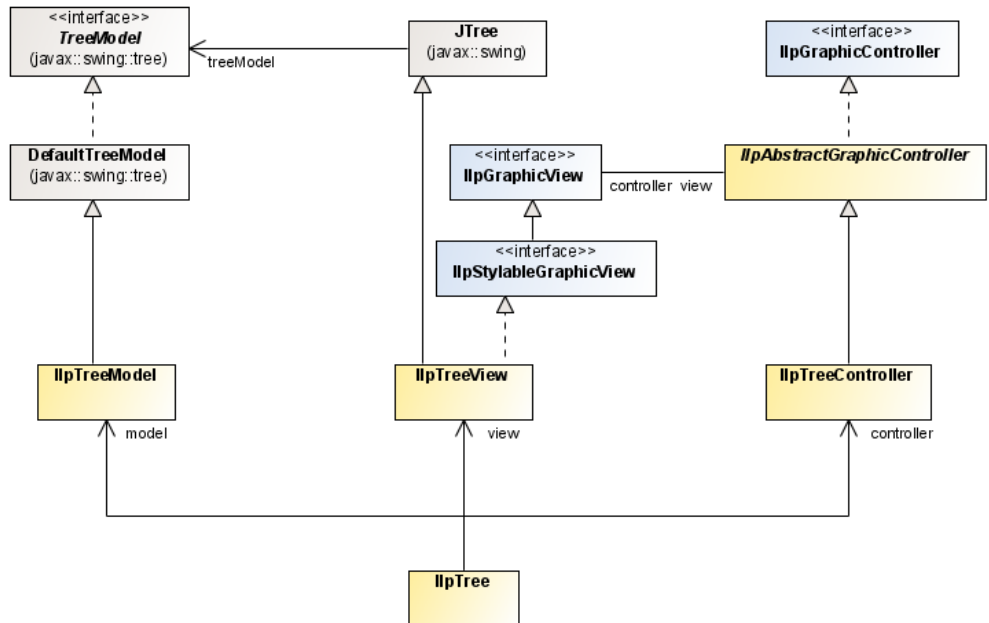 <<interface>>
TreeModel
(javax::swing::tree)
JTree
(javax::swing)
<<interface>>
IlpGraphicController
treeModel
DefaultTreeModel
(javax::swing::tree)
<<interface>>
IlpGraphicView
IlpAbstractGraphicController
controller view
<<interface>>
IlpStylableGraphicView
IlpTreeModel
IlpTreeView
IlpTreeController
model
view
controller
IlpTree